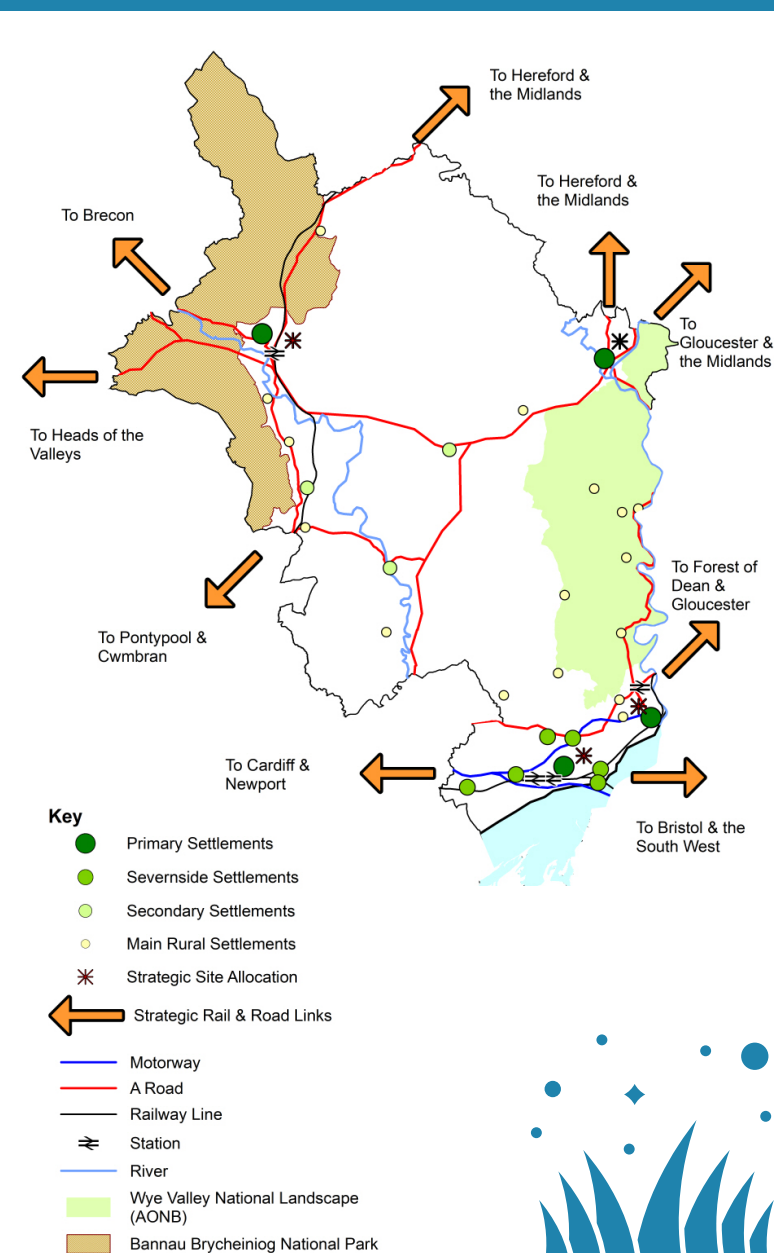 To Hereford &
the Midlands
To Hereford &
the Midlands
To Brecon
To
Gloucester &
the Midlands
To Heads of the
Valleys
To Forest of
Dean &
Gloucester
To Pontypool &
Cwmbran
To Cardiff &
Newport
To Bristol & the
South West
Key
Primary Settlements
Severnside Settlements
Secondary Settlements
Main Rural Settlements
Strategic Site Allocation
Strategic Rail & Road Links
Motorway
A Road
Railway Line
Station
River
Wye Valley National Landscape
(AONB)
Bannau Brycheiniog National Park